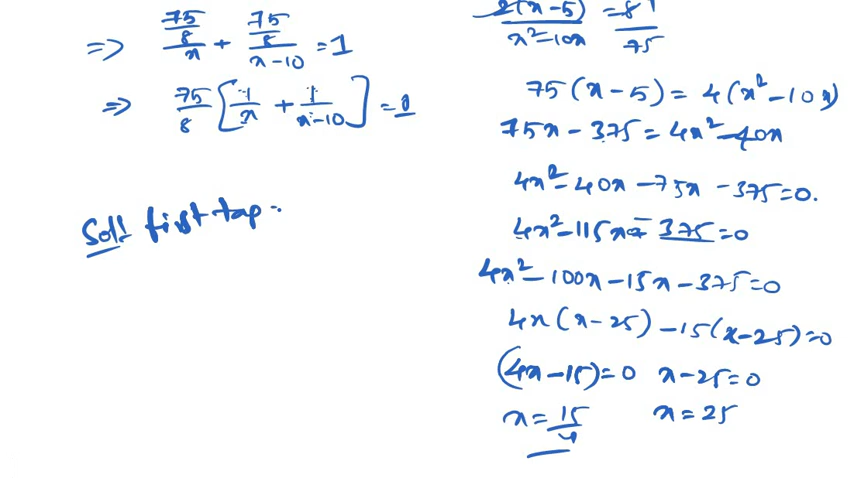 => 75/8/x + 75/8/x-10 = 1
=> 75/8 [1/x + 1/x-10] = 1
Sol: first tap:
2(x-5)/x²-10x = 8/75
75(x-5) = 4(x²-10x)
75x - 375 = 4x² - 40x
4x² - 40x - 75x - 375 = 0.
4x² - 115x = 375 = 0
4x² - 100x - 15x - 375 = 0
4x(x-25) - 15(x-25) = 0
(4x-15) = 0 x-25 = 0
x = 15/4 x = 25